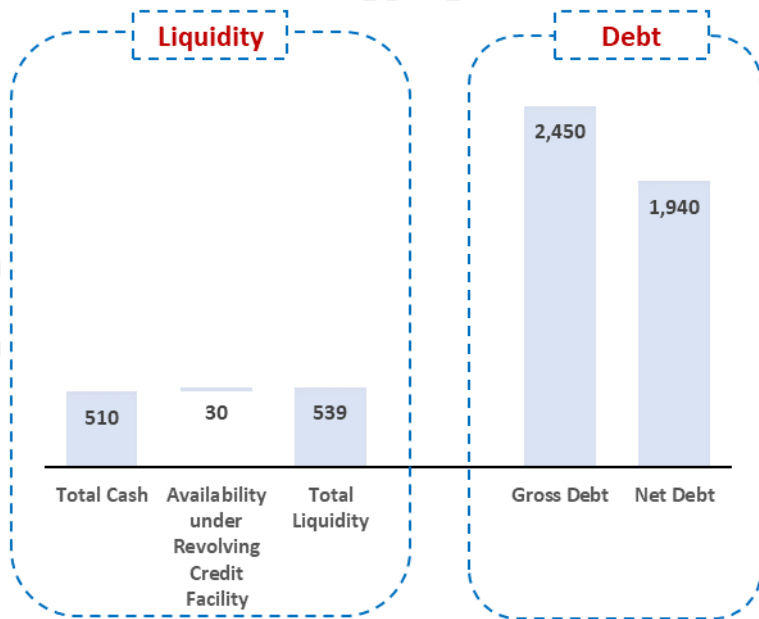 Liquidity
Debt
2,450
1,940
510
30
539
Total Cash
Availability
under
Revolving
Credit
Facility
Total
Liquidity
Gross Debt
Net Debt